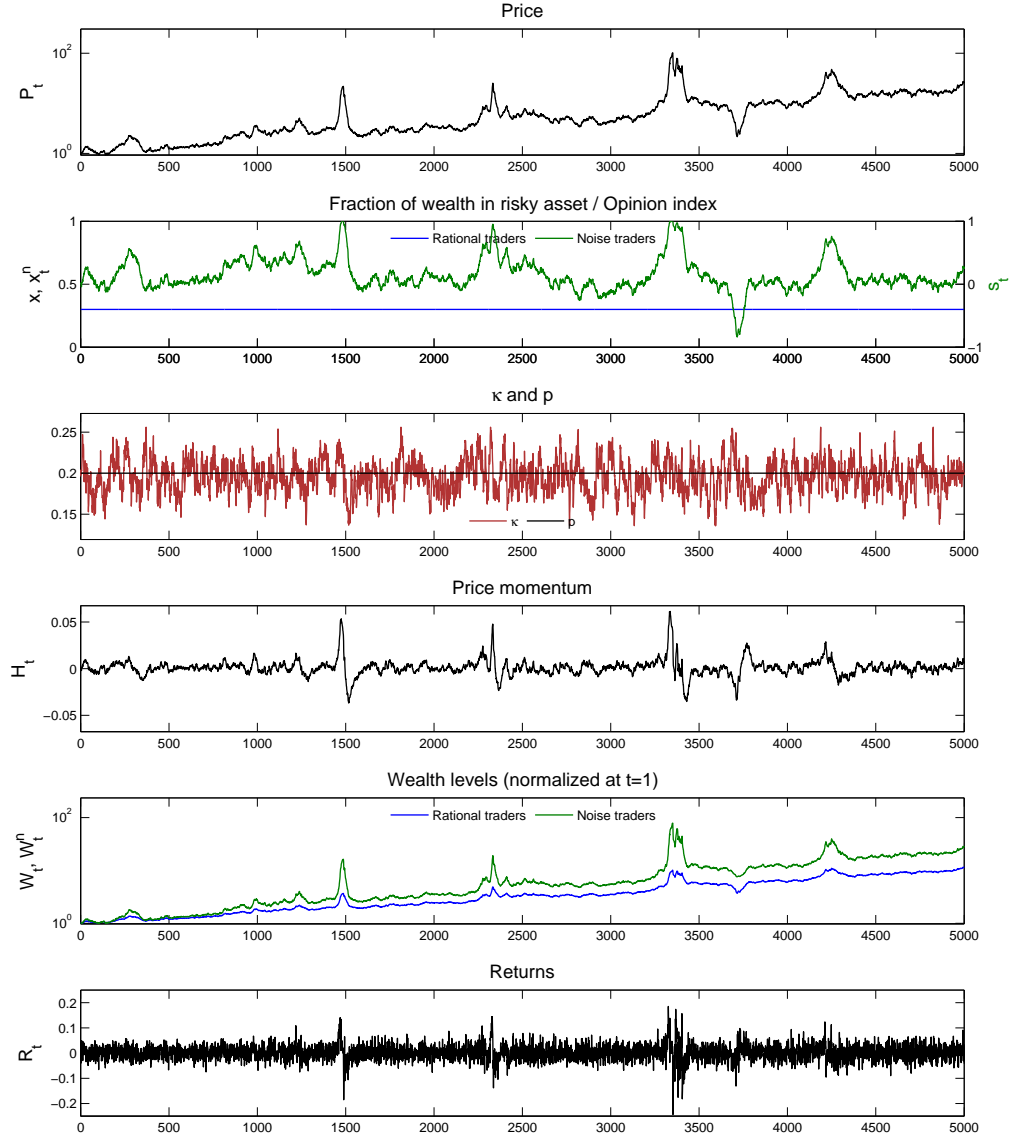 Price
10^2
10^0
P_t
0 500 1000 1500 2000 2500 3000 3500 4000 4500 5000
Fraction of wealth in risky asset / Opinion index
Rational traders Noise traders
1
0.5
0
x, x_t^n
1
0
−1
s_t
0 500 1000 1500 2000 2500 3000 3500 4000 4500 5000
κ and p
0.25
0.2
0.15
κ p
0 500 1000 1500 2000 2500 3000 3500 4000 4500 5000
Price momentum
0.05
0
−0.05
H_t
0 500 1000 1500 2000 2500 3000 3500 4000 4500 5000
Wealth levels (normalized at t=1)
Rational traders Noise traders
10^2
10^0
W_t, W_t^n
0 500 1000 1500 2000 2500 3000 3500 4000 4500 5000
Returns
0.2
0.1
0
−0.1
−0.2
R_t
0 500 1000 1500 2000 2500 3000 3500 4000 4500 5000